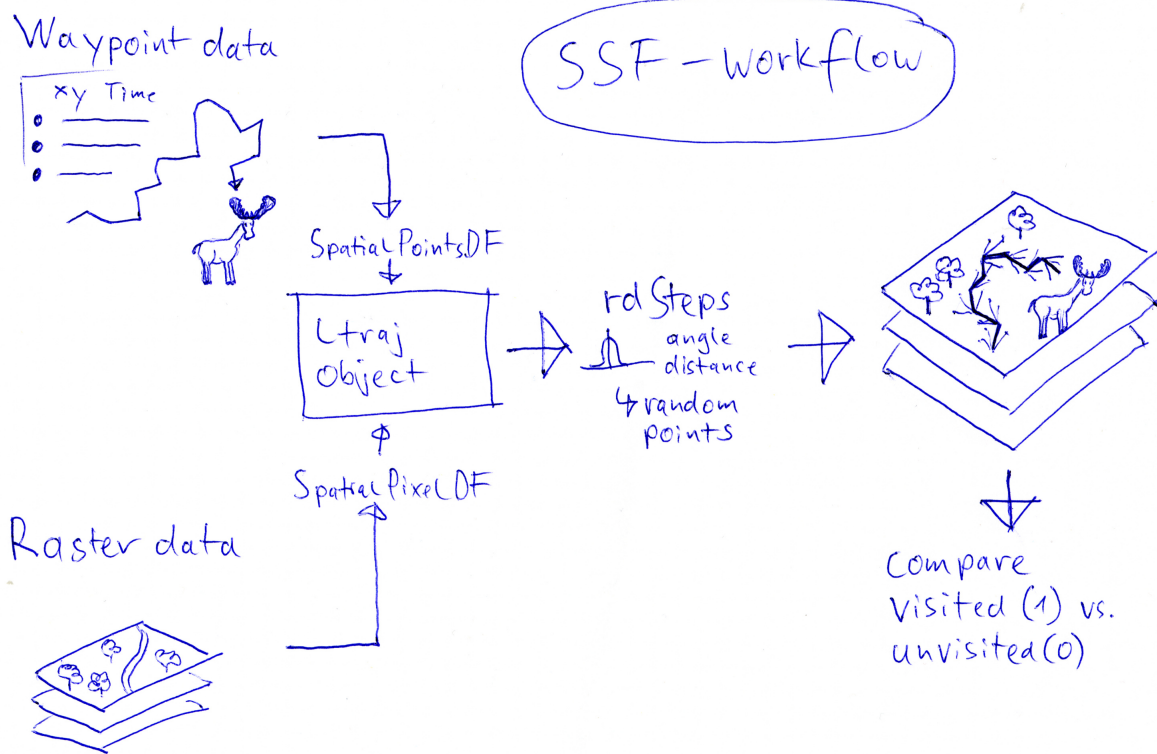 Waypoint data
SSF-workflow
xy Time
SpatialPointsDF
Ltraj
Object
rdSteps
angle
distance
↳ random
points
SpatialPixelDF
Raster data
Compare
visited (1) vs.
unvisited (0)